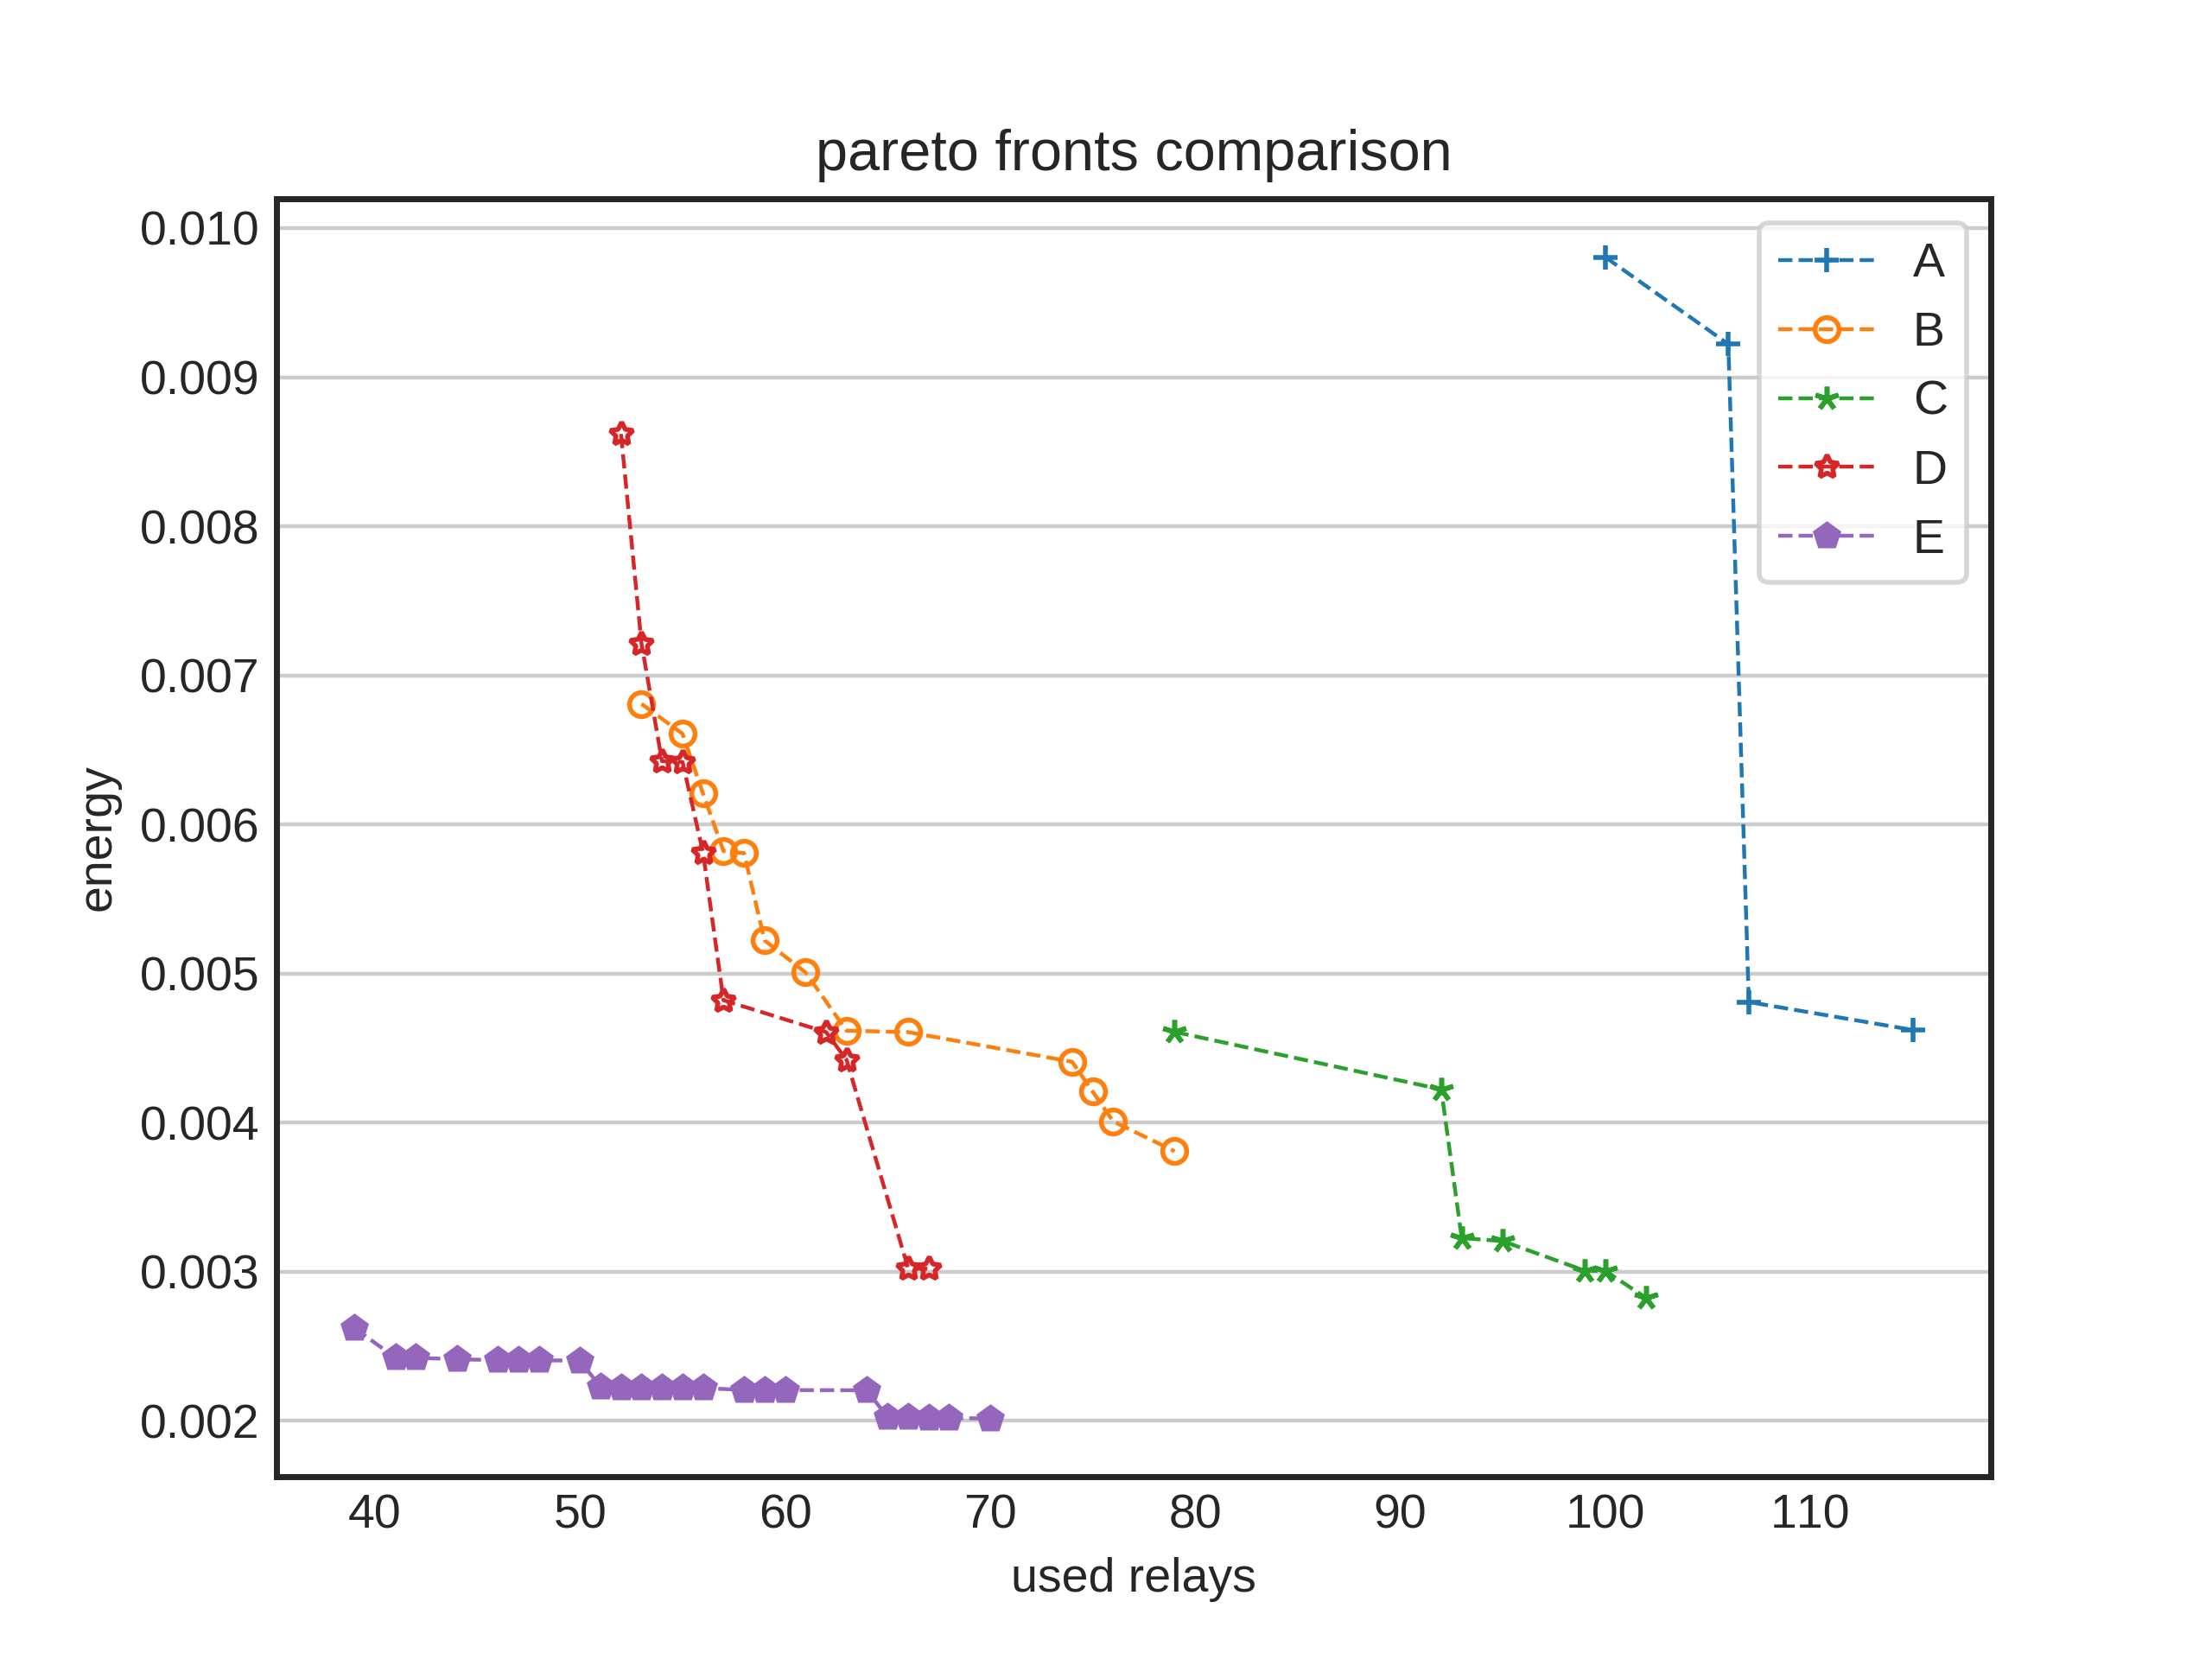 pareto fronts comparison
0.010
0.009
0.008
0.007
0.006
0.005
0.004
0.003
0.002
energy
A
B
C
D
E
40 50 60 70 80 90 100 110
used relays